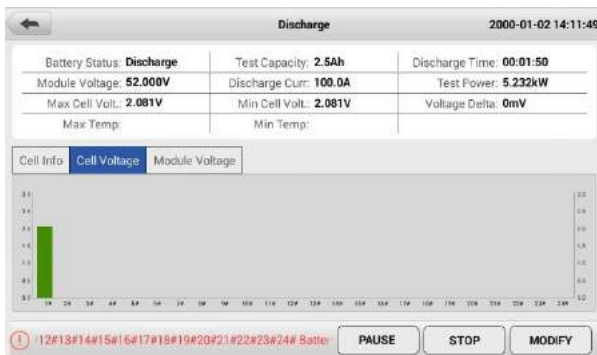 Discharge
2000-01-02 14:11:49
Battery Status: Discharge
Test Capacity: 2.5Ah
Discharge Time: 00:01:50
Module Voltage: 52.000V
Discharge Curr: 100.0A
Test Power: 5.232kW
Max Cell Volt.: 2.081V
Min Cell Volt.: 2.081V
Voltage Delta: 0mV
Max Temp:
Min Temp:
Cell Info
Cell Voltage
Module Voltage
12#13#14#15#16#17#18#19#20#21#22#23#24# Batter
PAUSE
STOP
MODIFY